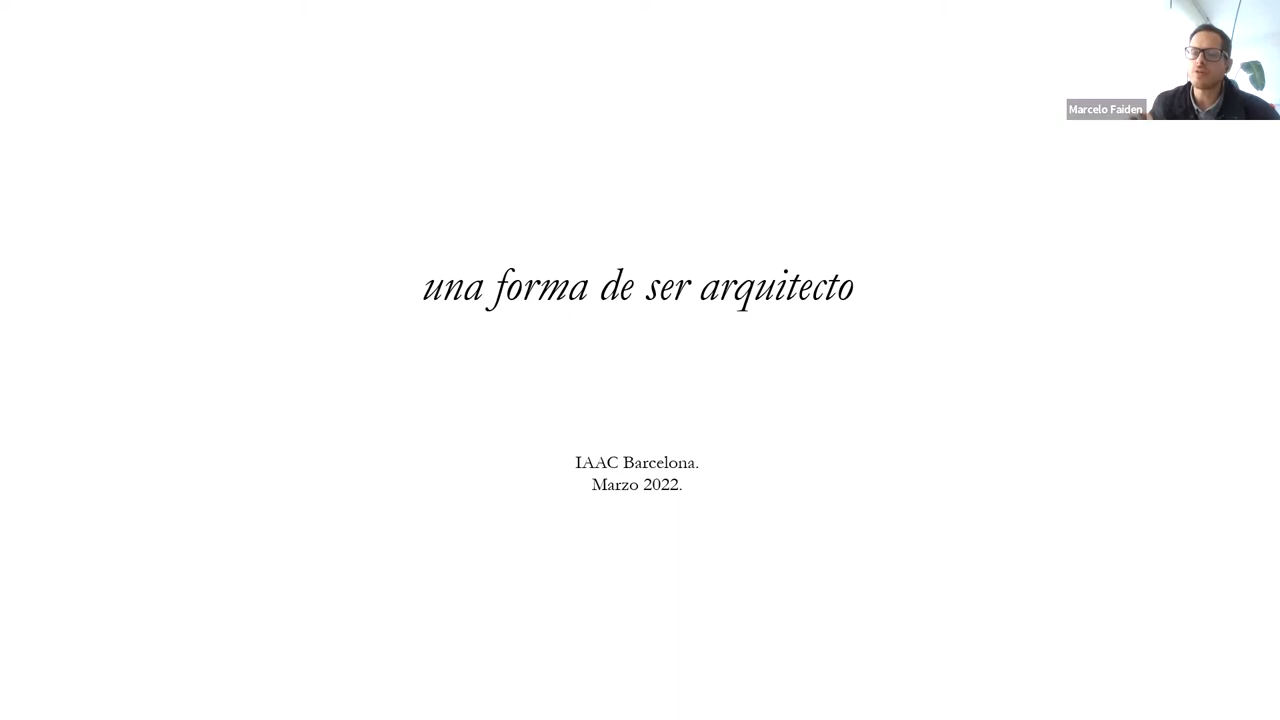 Marcelo Faiden
una forma de ser arquitecto
IAAC Barcelona.
Marzo 2022.